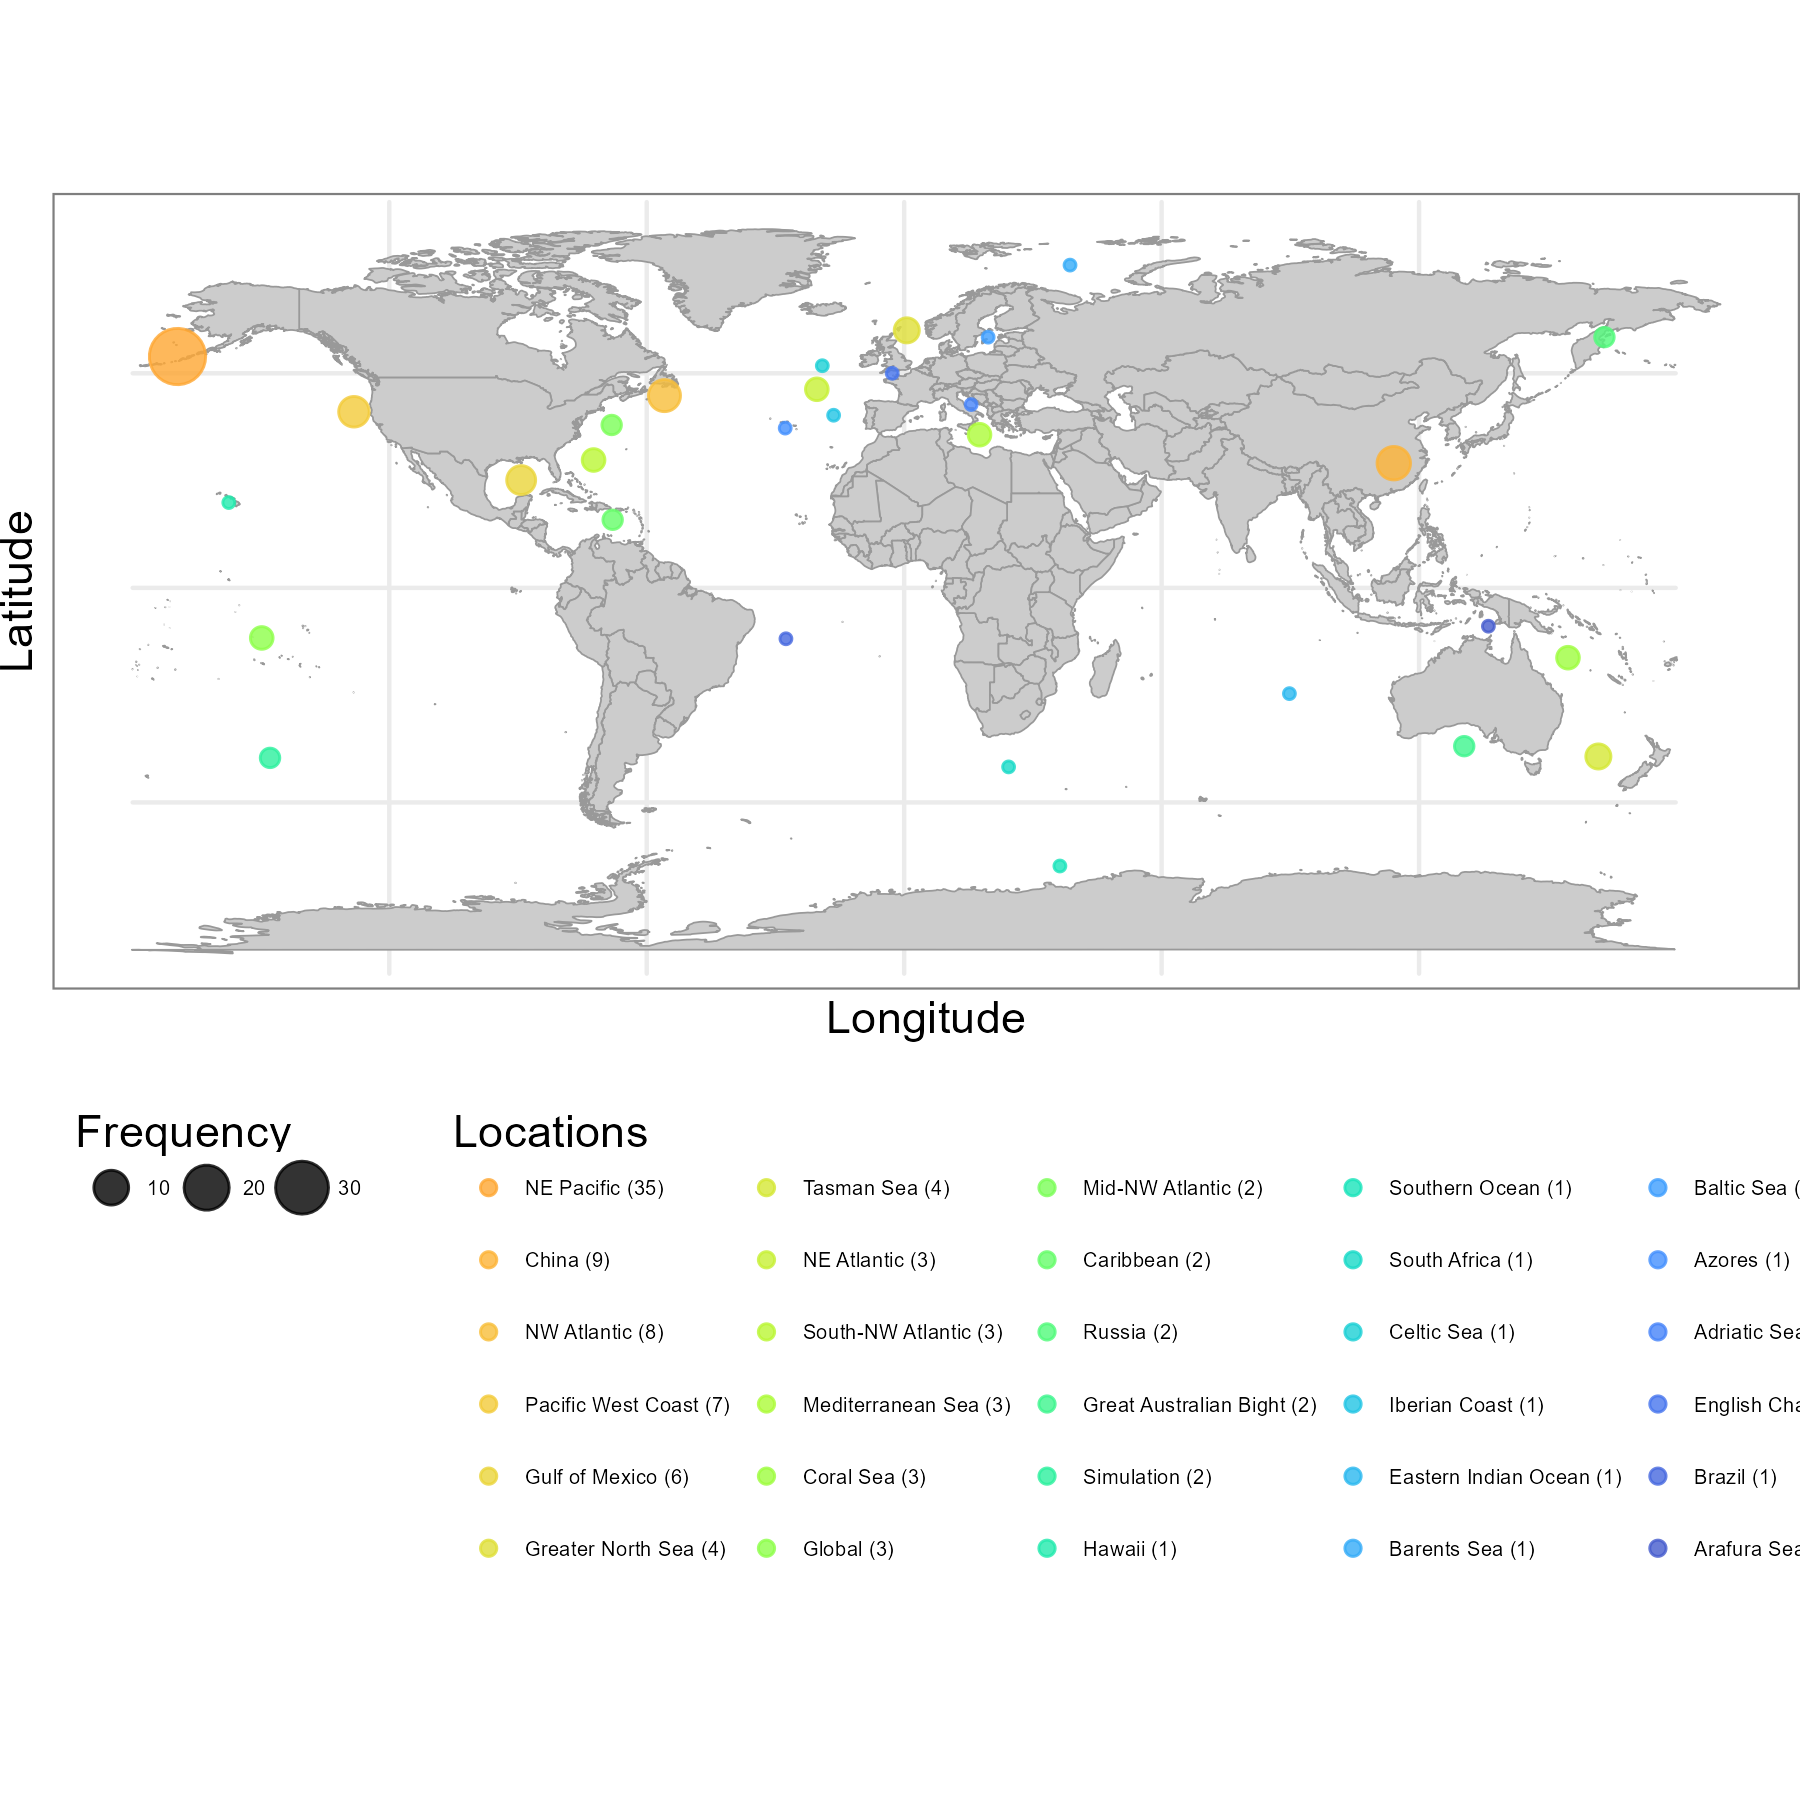 Latitude
Longitude
Frequency
10 20 30
Locations
NE Pacific (35)
China (9)
NW Atlantic (8)
Pacific West Coast (7)
Gulf of Mexico (6)
Greater North Sea (4)
Tasman Sea (4)
NE Atlantic (3)
South-NW Atlantic (3)
Mediterranean Sea (3)
Coral Sea (3)
Global (3)
Mid-NW Atlantic (2)
Caribbean (2)
Russia (2)
Great Australian Bight (2)
Simulation (2)
Hawaii (1)
Southern Ocean (1)
South Africa (1)
Celtic Sea (1)
Iberian Coast (1)
Eastern Indian Ocean (1)
Barents Sea (1)
Baltic Sea (
Azores (1)
Adriatic Sea
English Cha
Brazil (1)
Arafura Sea